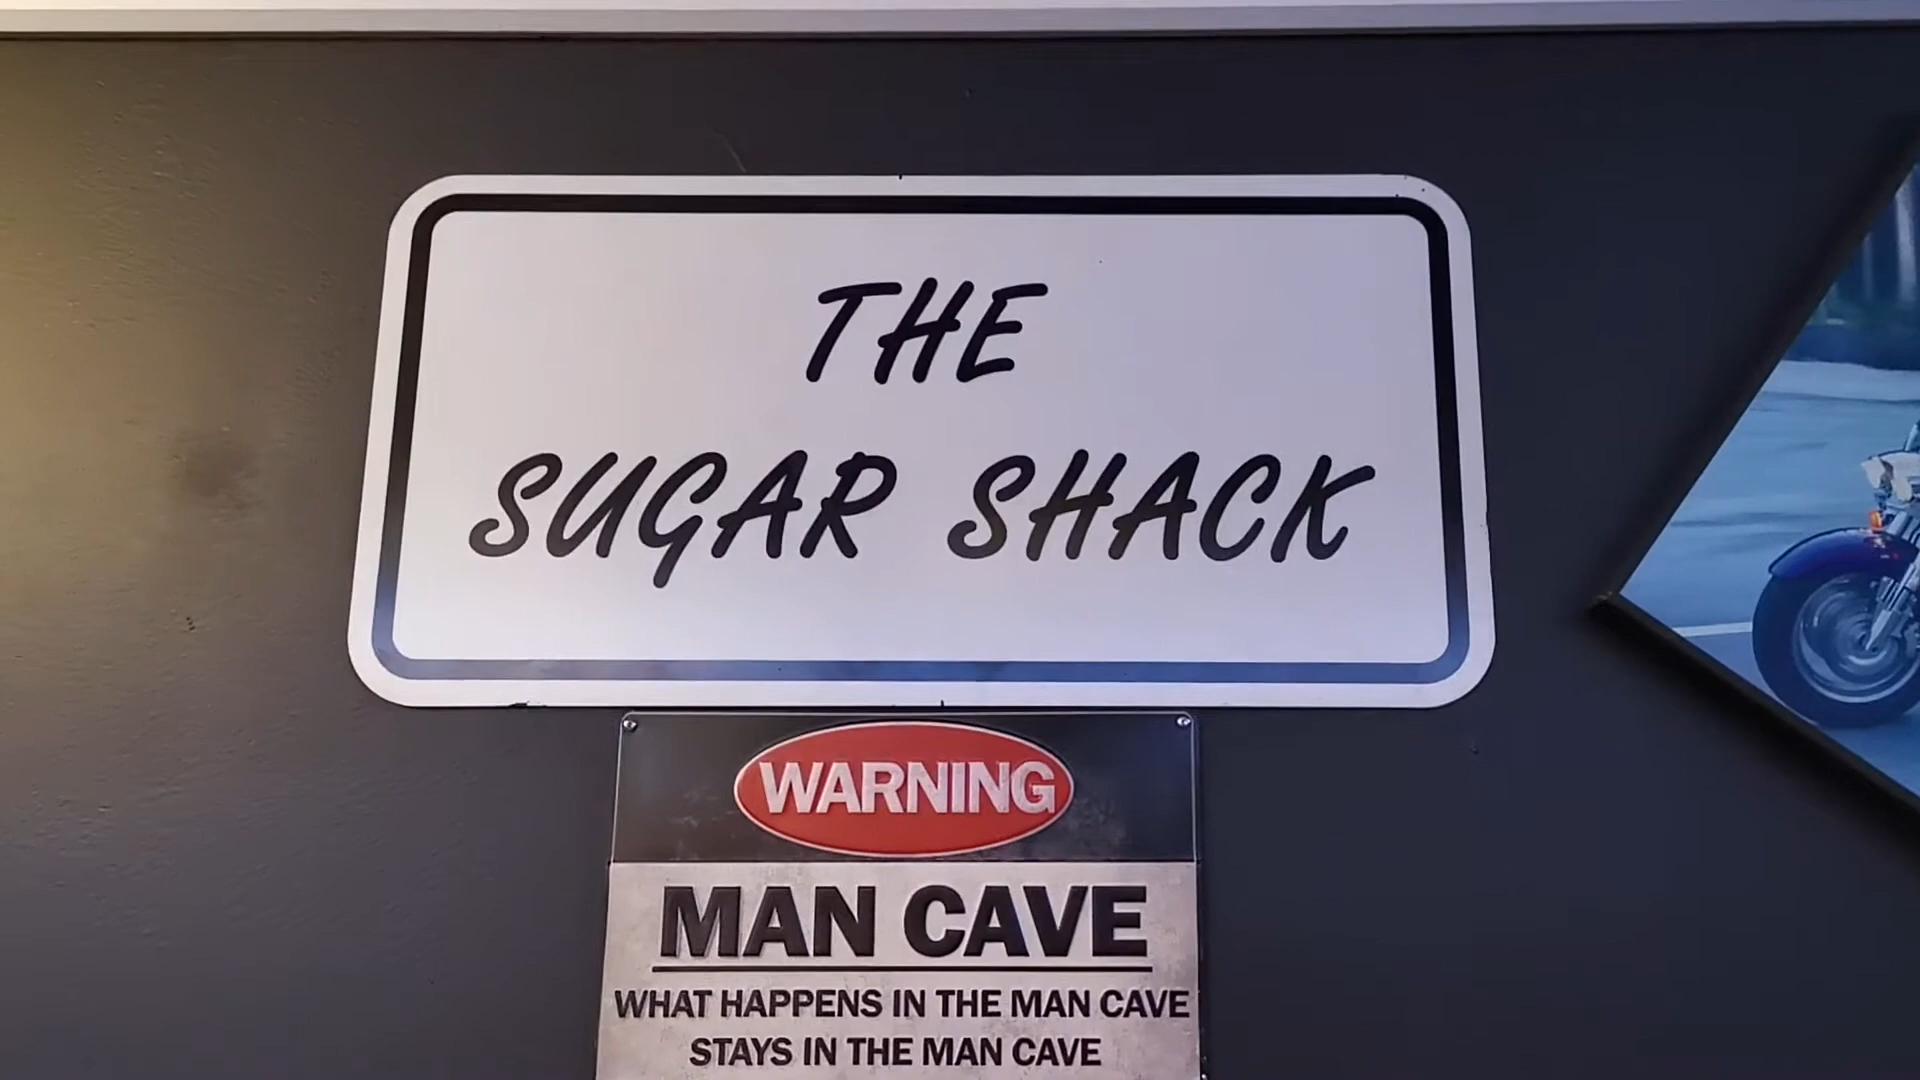 THE
SUGAR SHACK
WARNING
MAN CAVE
WHAT HAPPENS IN THE MAN CAVE
STAYS IN THE MAN CAVE